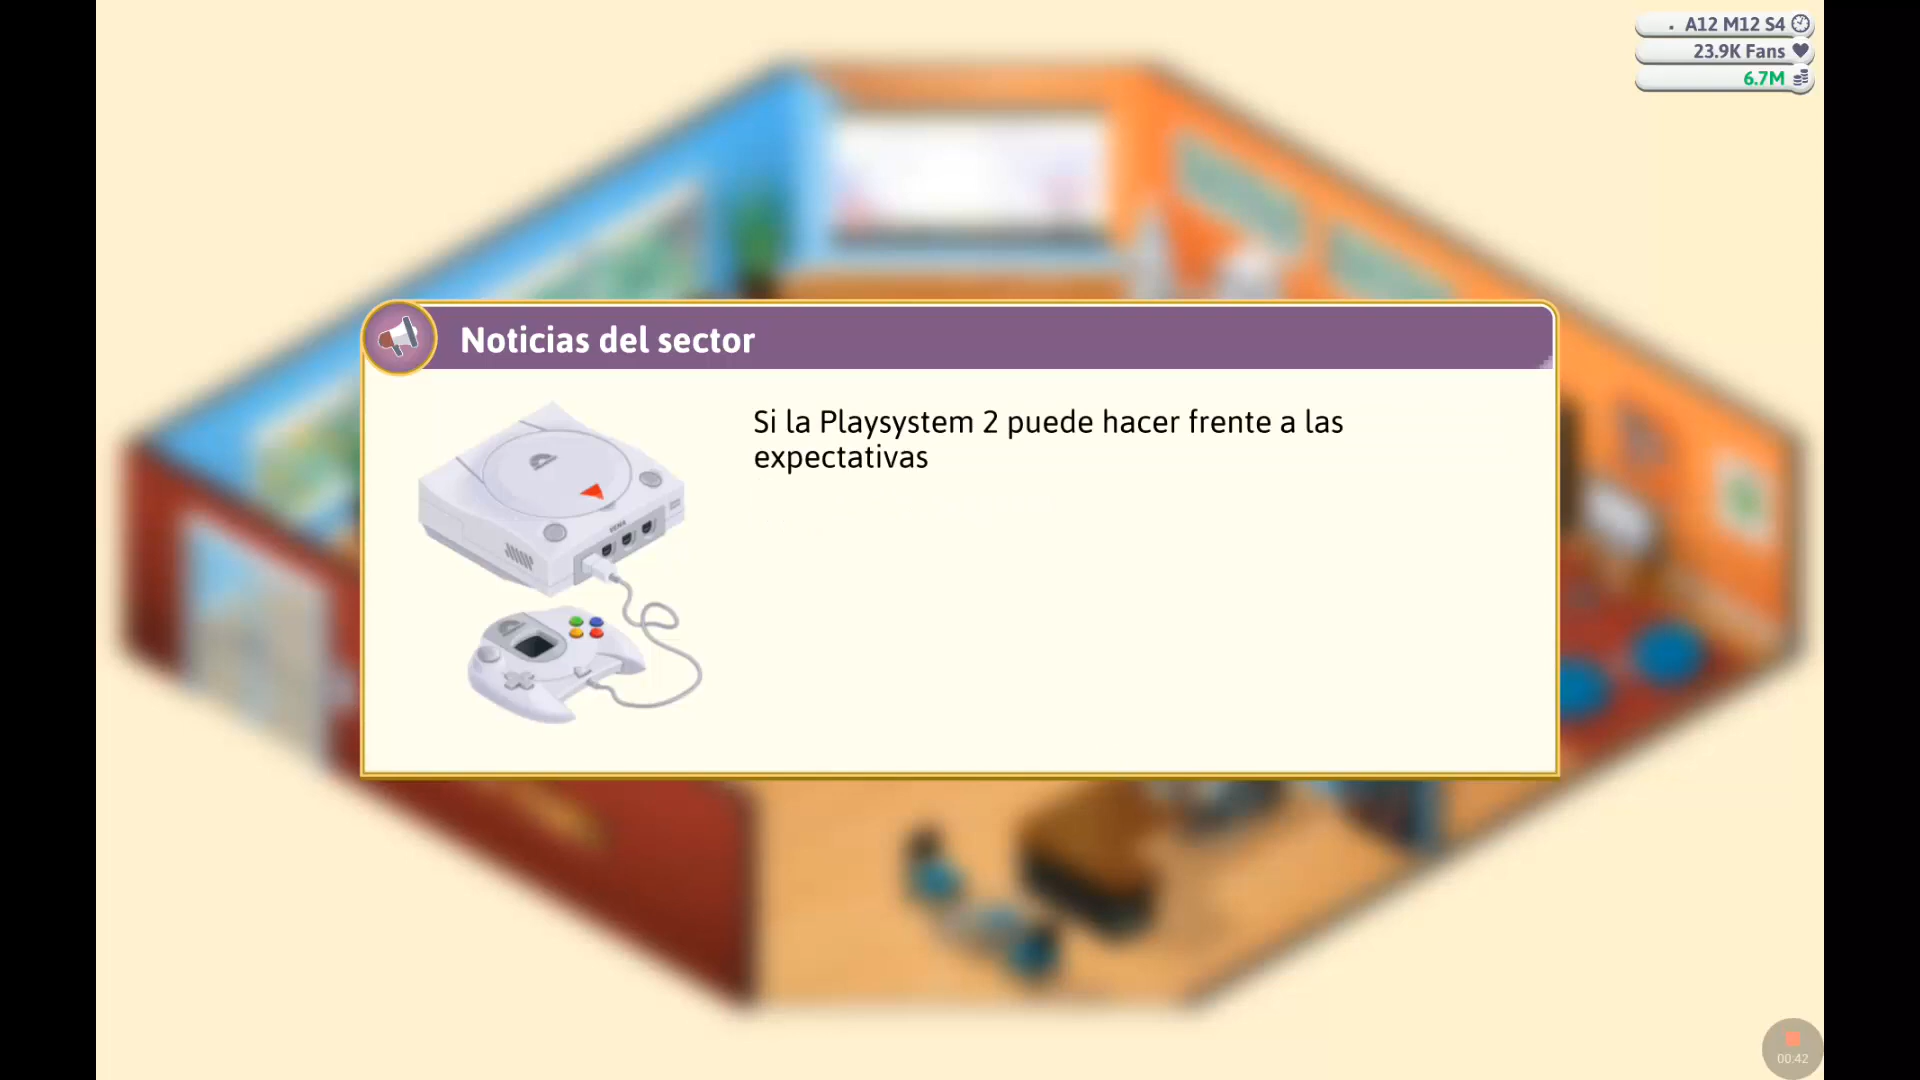 A12 M12 S4
23.9K Fans
6.7M
Noticias del sector
Si la Playsystem 2 puede hacer frente a las
expectativas
VENA
00:42